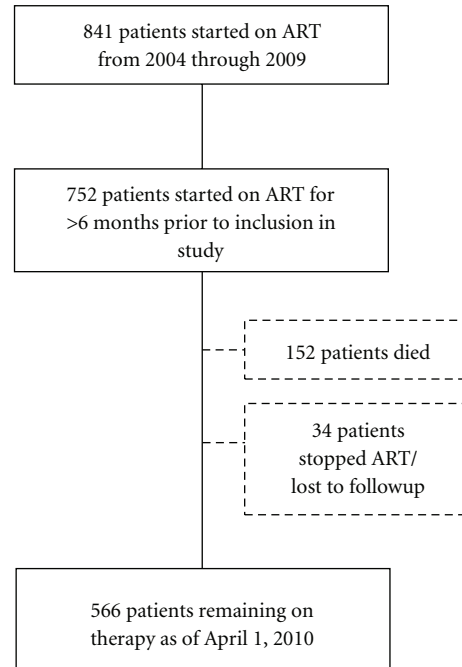 841 patients started on ART
from 2004 through 2009
752 patients started on ART for
>6 months prior to inclusion in
study
152 patients died
34 patients
stopped ART/
lost to followup
566 patients remaining on
therapy as of April 1, 2010